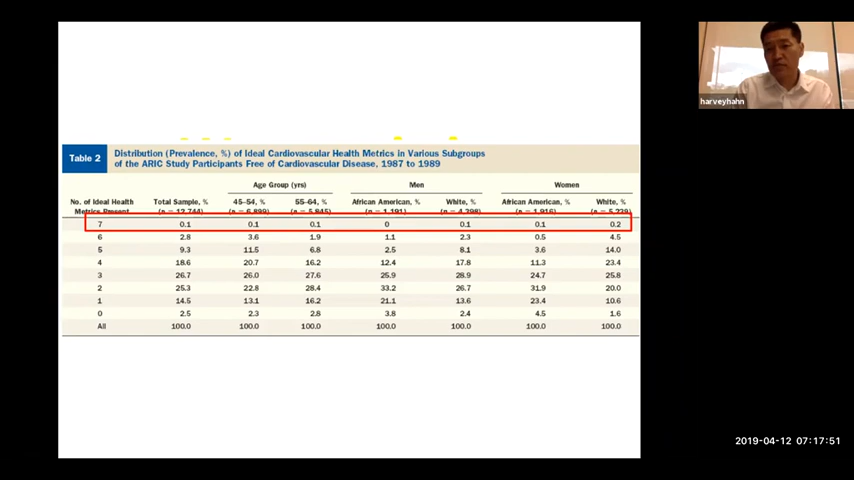 harveyhahn
Table 2 Distribution (Prevalence, %) of Ideal Cardiovascular Health Metrics in Various Subgroups
of the ARIC Study Participants Free of Cardiovascular Disease, 1987 to 1989
Age Group (yrs) Men Women
No. of Ideal Health Total Sample, % 45–54, % 55–64, % African American, % White, % African American, % White, %
Metrics Present (n = 12,744) (n = 6,899) (n = 5,845) (n = 1,191) (n = 4,298) (n = 1,916) (n = 5,339)
7 0.1 0.1 0.1 0 0.1 0.1 0.2
6 2.8 3.6 1.9 1.1 2.3 0.5 4.5
5 9.3 11.5 6.8 2.5 8.1 3.6 14.0
4 18.6 20.7 16.2 12.4 17.8 11.3 23.4
3 26.7 26.0 27.6 25.9 28.9 24.7 25.8
2 25.3 22.8 28.4 33.2 26.7 31.9 20.0
1 14.5 13.1 16.2 21.1 13.6 23.4 10.6
0 2.5 2.3 2.8 3.8 2.4 4.5 1.6
All 100.0 100.0 100.0 100.0 100.0 100.0 100.0
2019-04-12 07:17:51